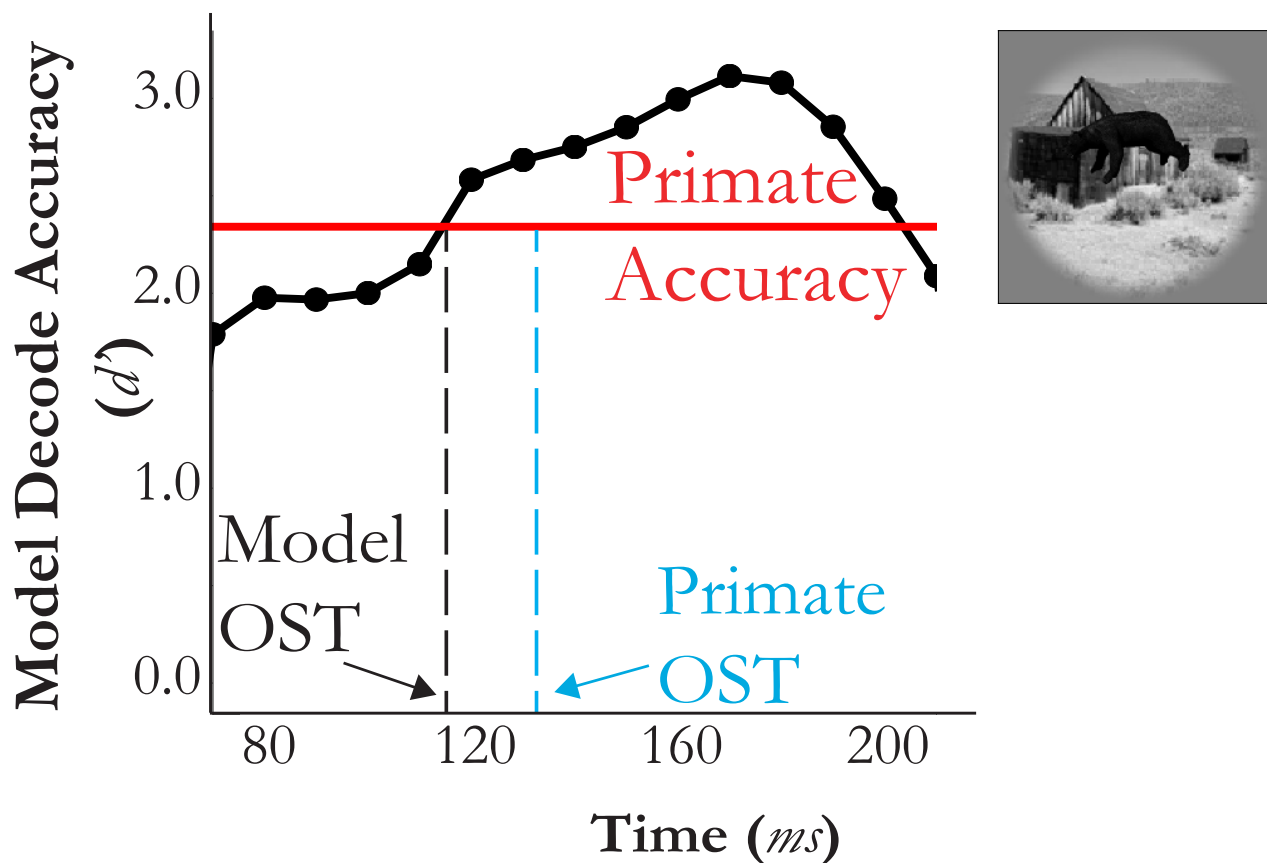 Model Decode Accuracy
(d')
3.0
2.0
1.0
0.0
Primate
Accuracy
Model
OST
Primate
OST
80 120 160 200
Time (ms)